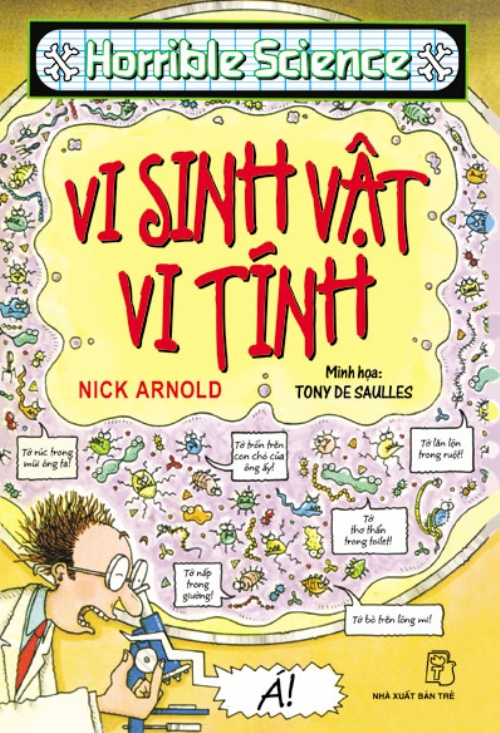 Horrible Science
VI SINH VẬT
VI TÍNH
Minh họa:
NICK ARNOLD
TONY DE SAULLES
Tớ rúc trong
mũi ông ta!
Tớ trốn trên
con chó của
ông ấy!
Tớ lăn lộn
trong ruột!
Tớ
thơ thẩn
trong toilet!
Tớ nấp
trong
giường!
Tớ bò trên lông mi!
Á!
NHÀ XUẤT BẢN TRẺ